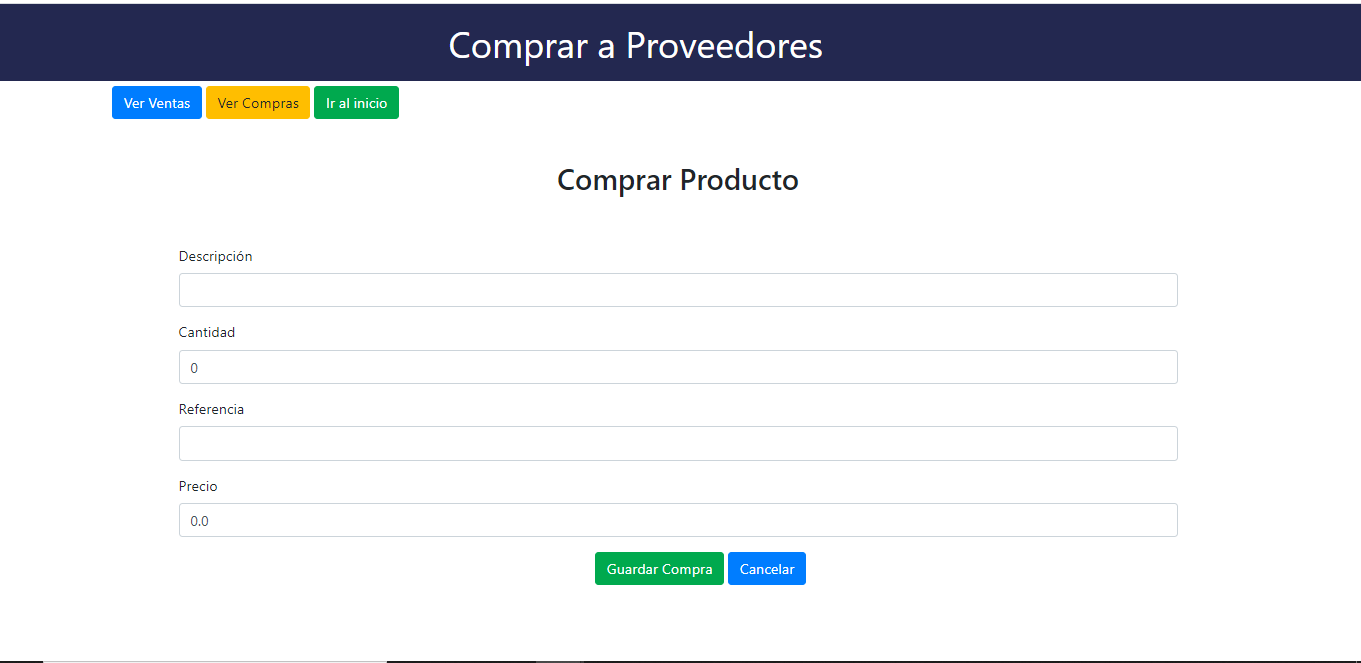 Comprar a Proveedores
Ver Ventas Ver Compras Ir al inicio
Comprar Producto
Descripción
Cantidad
0
Referencia
Precio
0.0
Guardar Compra Cancelar